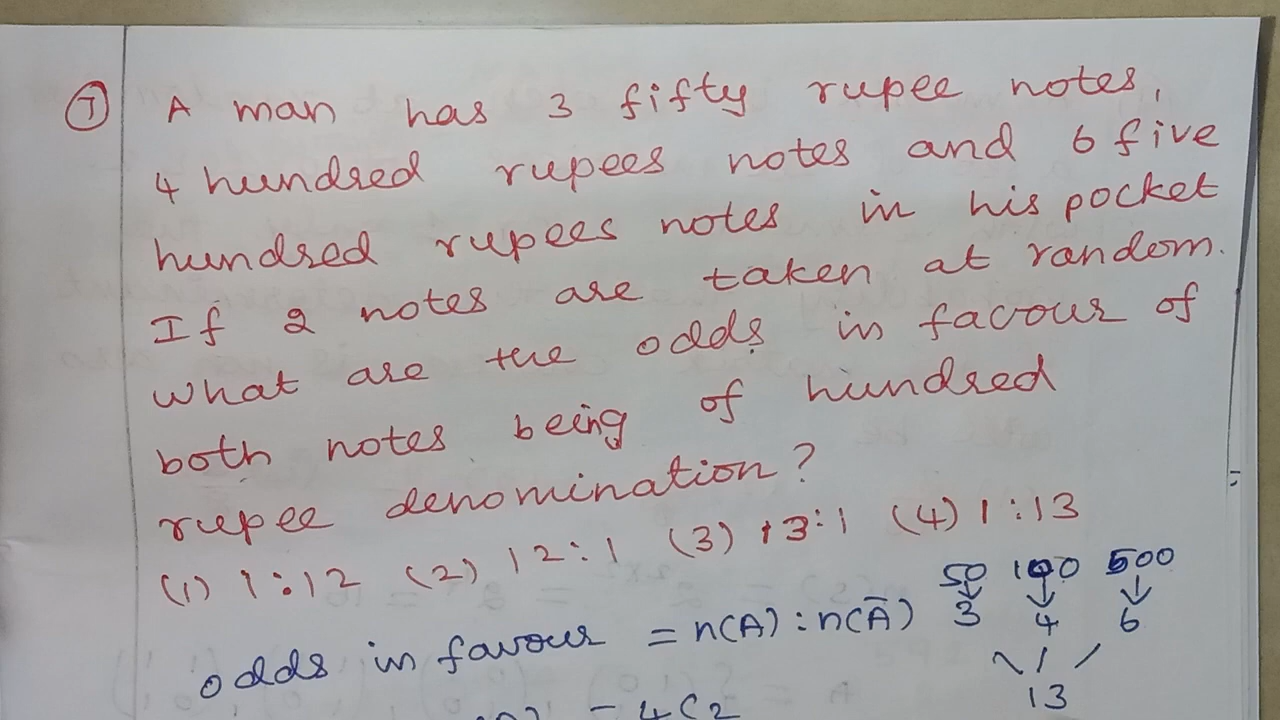 7 A man has 3 fifty rupee notes,
4 hundred rupees notes and 6 five
hundred rupees notes in his pocket
If 2 notes are taken at random.
What are the odds in favour of
both notes being of hundred
rupee denomination?
(1) 1:12 (2) 12:1 (3) 13:1 (4) 1:13
50 100 500
odds in favour = n(A) : n(Ā) 3 4 6
13
= 4C2